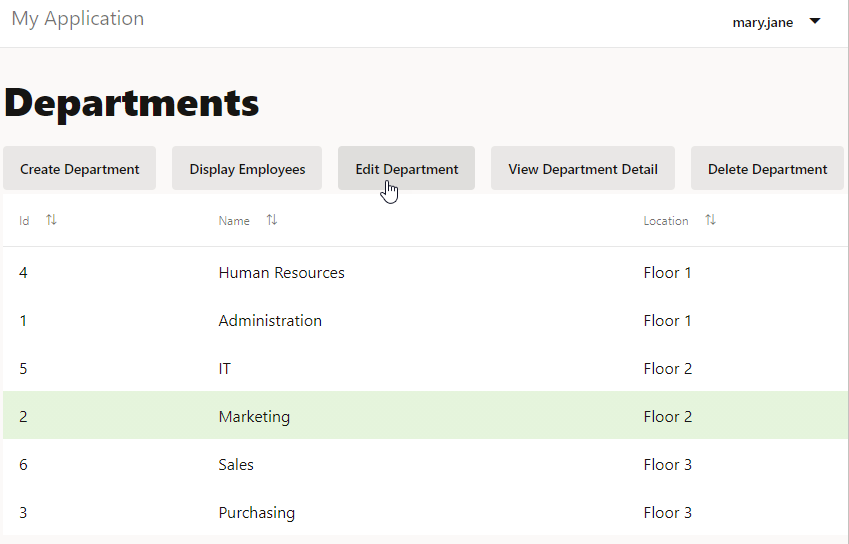 My Application
mary.jane
Departments
Create Department Display Employees Edit Department View Department Detail Delete Department
Id Name Location
4 Human Resources Floor 1
1 Administration Floor 1
5 IT Floor 2
2 Marketing Floor 2
6 Sales Floor 3
3 Purchasing Floor 3